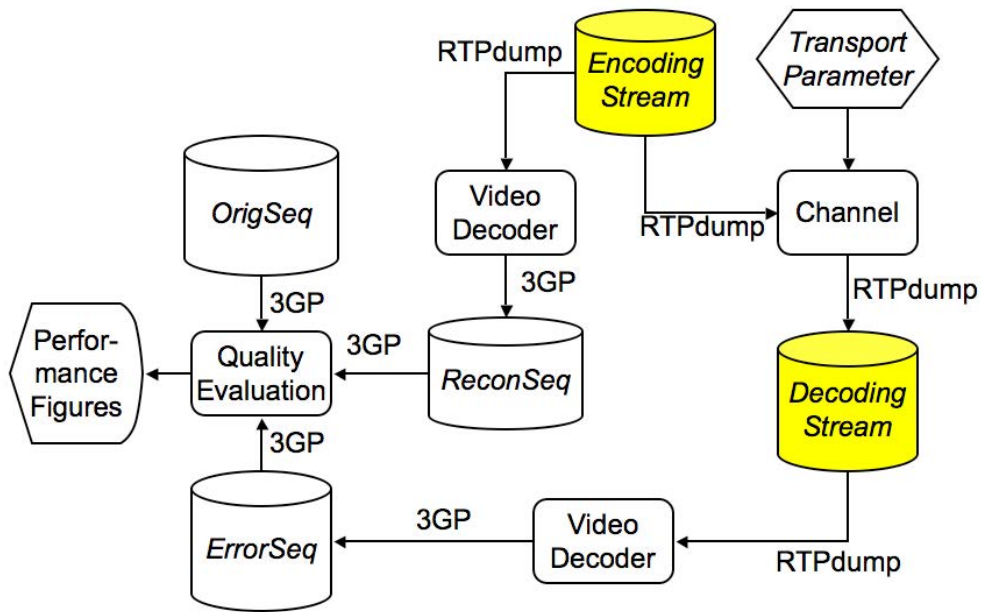 RTPdump
Encoding
Stream
Transport
Parameter
OrigSeq
Video
Decoder
RTPdump
Channel
3GP
3GP
RTPdump
Perfor-
mance
Figures
Quality
Evaluation
3GP
ReconSeq
Decoding
Stream
3GP
ErrorSeq
3GP
Video
Decoder
RTPdump